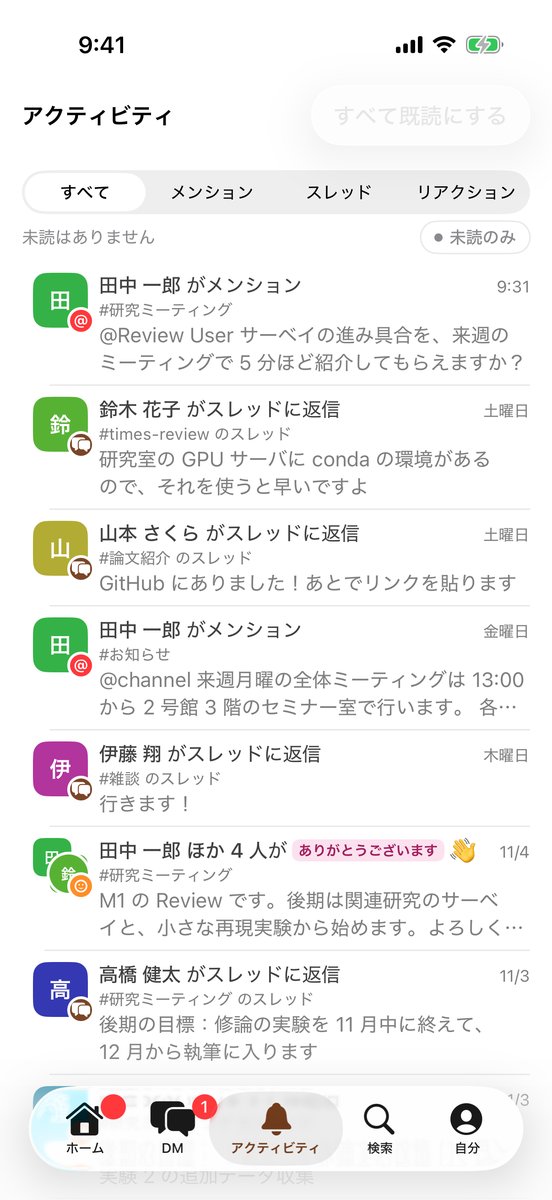 9:41
アクティビティ
すべて既読にする
すべて
メンション
スレッド
リアクション
未読はありません
未読のみ
田
@
田中 一郎 がメンション
9:31
#研究ミーティング
@Review User サーベイの進み具合を、来週の
ミーティングで 5 分ほど紹介してもらえますか？
鈴
鈴木 花子 がスレッドに返信
土曜日
#times-review のスレッド
研究室の GPU サーバに conda の環境がある
ので、それを使うと早いですよ
山
山本 さくら がスレッドに返信
土曜日
#論文紹介 のスレッド
GitHub にありました！あとでリンクを貼ります
田
@
田中 一郎 がメンション
金曜日
#お知らせ
@channel 来週月曜の全体ミーティングは 13:00
から 2 号館 3 階のセミナー室で行います。 各…
伊
伊藤 翔 がスレッドに返信
木曜日
#雑談 のスレッド
行きます！
田
鈴
田中 一郎 ほか 4 人が ありがとうございます 👋
11/4
#研究ミーティング
M1 の Review です。後期は関連研究のサーベ
イと、小さな再現実験から始めます。よろしく…
高
高橋 健太 がスレッドに返信
11/3
#研究ミーティング のスレッド
後期の目標：修論の実験を 11 月中に終えて、
12 月から執筆に入ります
1/3
ホーム
1
DM
アクティビティ
検索
自分
実験 2 の追加データ収集